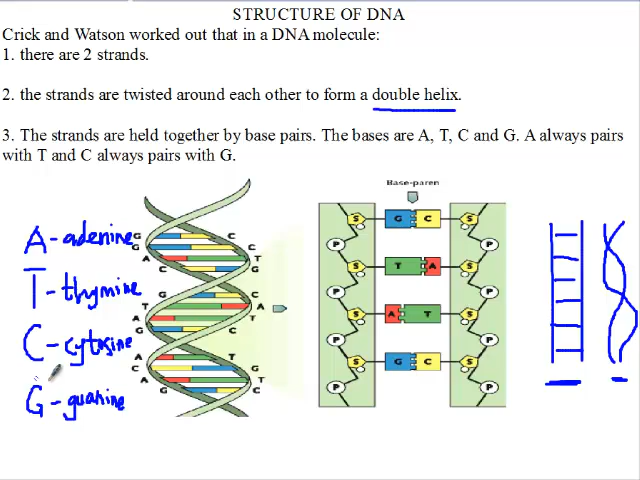 STRUCTURE OF DNA
Crick and Watson worked out that in a DNA molecule:
1. there are 2 strands.
2. the strands are twisted around each other to form a double helix.
3. The strands are held together by base pairs. The bases are A, T, C and G. A always pairs
with T and C always pairs with G.
A - adenine
T - thymine
C - cytosine
G - guanine
G C
G C
A T
C G
G C
T A
A T
G C
A T
C G
A T
A C
Base-paren
S G C S
P P
S T A S
P P
S A T S
P P
S G C S
P P